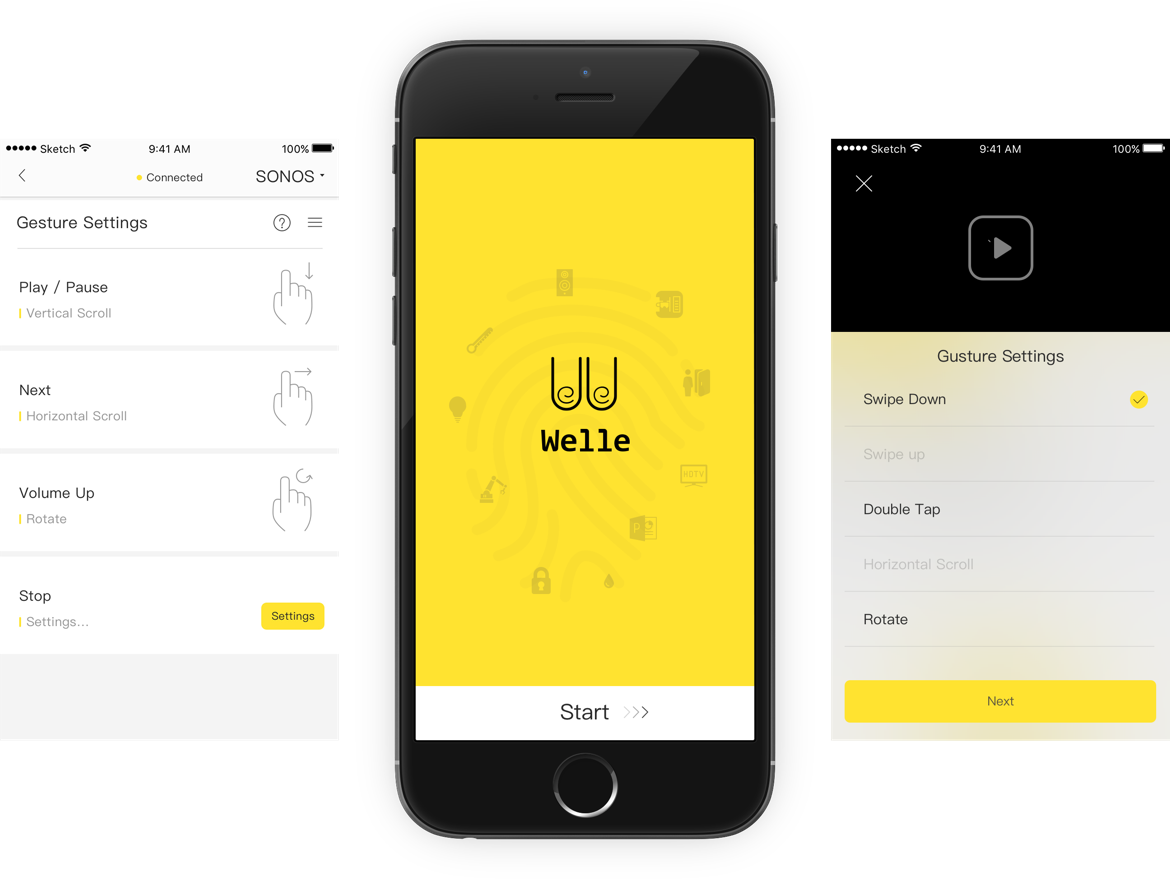 Sketch 9:41 AM 100%
Connected SONOS
Gesture Settings ?
Play / Pause
Vertical Scroll
Next
Horizontal Scroll
Volume Up
Rotate
Stop
Settings...
Settings
HDTV
P
Welle
Start
Sketch 9:41 AM 100%
Gusture Settings
Swipe Down
Swipe up
Double Tap
Horizontal Scroll
Rotate
Next